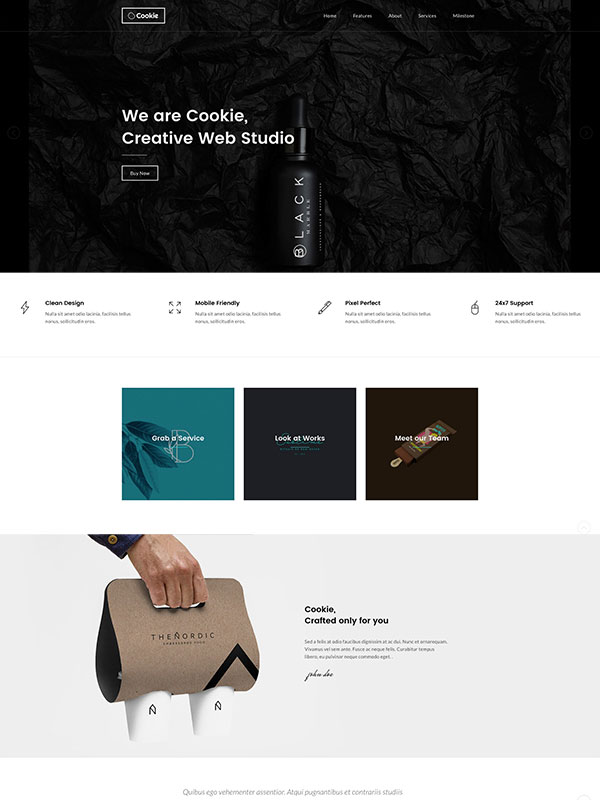 Cookie
Home Features About Services Milestone
We are Cookie,
Creative Web Studio
Buy Now
BLACK
MARBLE
Clean Design
Nulla sit amet odio lacinia, facilisis tellus
nonus, sollicitudin eros.
Mobile Friendly
Nulla sit amet odio lacinia, facilisis tellus
nonus, sollicitudin eros.
Pixel Perfect
Nulla sit amet odio lacinia, facilisis tellus
nonus, sollicitudin eros.
24x7 Support
Nulla sit amet odio lacinia, facilisis tellus
nonus, sollicitudin eros.
Grab a Service
B
Look at Works
Meet our Team
THEÑORDIC
Ñ
Ñ
Cookie,
Crafted only for you
Sed a felis at odio faucibus dignissim at ac dui. Nunc et ornarequam.
Vivamus vel sem ante. Fusce ac neque felis. Curabitur tempus
libero, eu pulvinar neque commodo eget...
john doe
Quibus ego vehementer assentior. Atqui pugnantibus et contrariis studiis